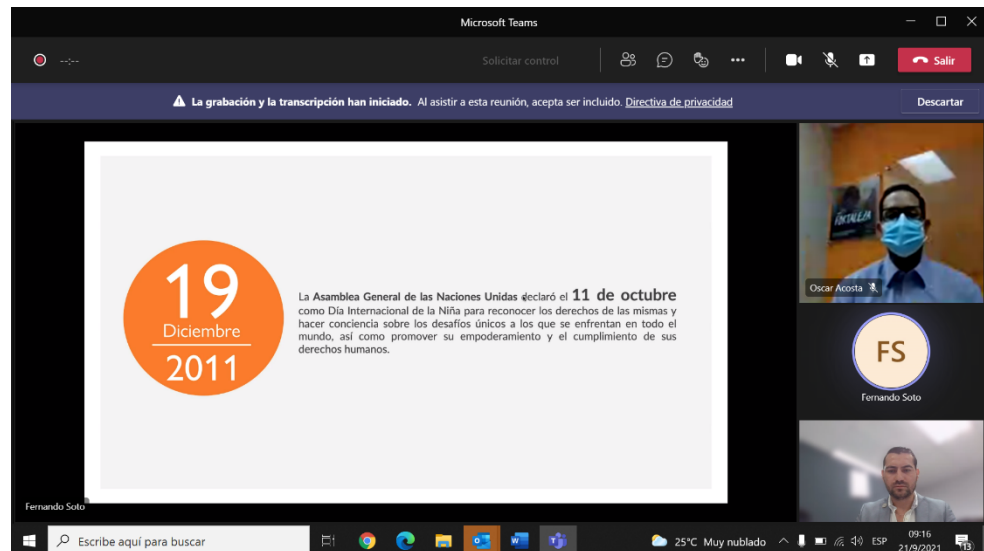 Microsoft Teams
--:--
Solicitar control
Salir
La grabación y la transcripción han iniciado. Al asistir a esta reunión, acepta ser incluido. Directiva de privacidad
Descartar
19
Diciembre
2011
La Asamblea General de las Naciones Unidas declaró el 11 de octubre
como Día Internacional de la Niña para reconocer los derechos de las mismas y
hacer conciencia sobre los desafíos únicos a los que se enfrentan en todo el
mundo, así como promover su empoderamiento y el cumplimiento de sus
derechos humanos.
FORTALEZA
Oscar Acosta
FS
Fernando Soto
Fernando Soto
Escribe aquí para buscar
25°C Muy nublado
ESP
09:16
21/9/2021
13